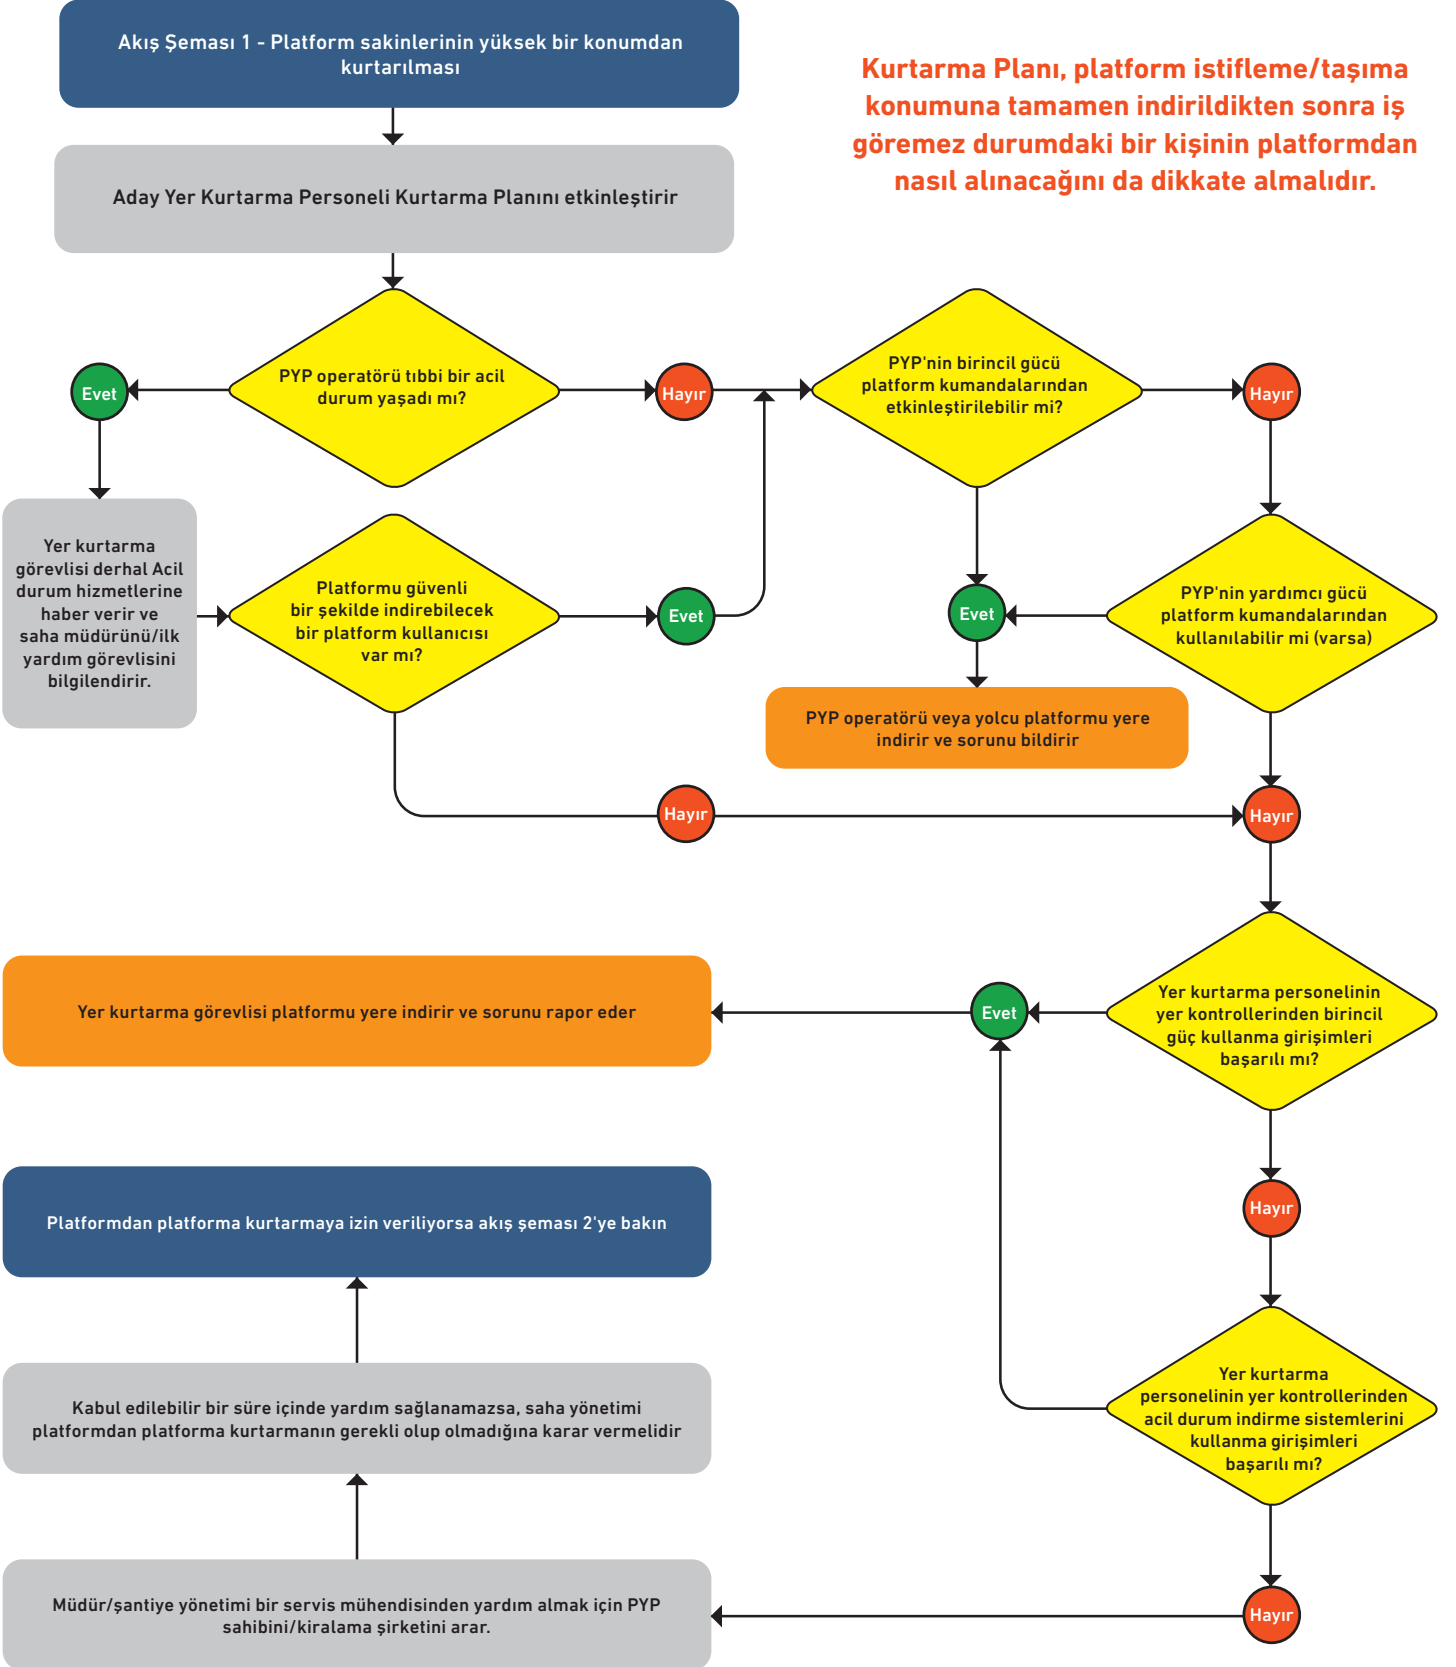 Akış Şeması 1 - Platform sakinlerinin yüksek bir konumdan
kurtarılması
Kurtarma Planı, platform istifleme/taşıma
konumuna tamamen indirildikten sonra iş
göremez durumdaki bir kişinin platformdan
nasıl alınacağını da dikkate almalıdır.
Aday Yer Kurtarma Personeli Kurtarma Planını etkinleştirir
PYP operatörü tıbbi bir acil
durum yaşadı mı?
Evet
Hayır
PYP'nin birincil gücü
platform kumandalarından
etkinleştirilebilir mi?
Hayır
Yer kurtarma
görevlisi derhal Acil
durum hizmetlerine
haber verir ve
saha müdürünü/ilk
yardım görevlisini
bilgilendirir.
Platformu güvenli
bir şekilde indirebilecek
bir platform kullanıcısı
var mı?
Evet
Evet
PYP'nin yardımcı gücü
platform kumandalarından
kullanılabilir mi (varsa)
PYP operatörü veya yolcu platformu yere
indirir ve sorunu bildirir
Hayır
Hayır
Yer kurtarma personelinin
yer kontrollerinden birincil
güç kullanma girişimleri
başarılı mı?
Evet
Yer kurtarma görevlisi platformu yere indirir ve sorunu rapor eder
Hayır
Platformdan platforma kurtarmaya izin veriliyorsa akış şeması 2'ye bakın
Yer kurtarma
personelinin yer kontrollerinden
acil durum indirme sistemlerini
kullanma girişimleri
başarılı mı?
Kabul edilebilir bir süre içinde yardım sağlanamazsa, saha yönetimi
platformdan platforma kurtarmanın gerekli olup olmadığına karar vermelidir
Hayır
Müdür/şantiye yönetimi bir servis mühendisinden yardım almak için PYP
sahibini/kiralama şirketini arar.